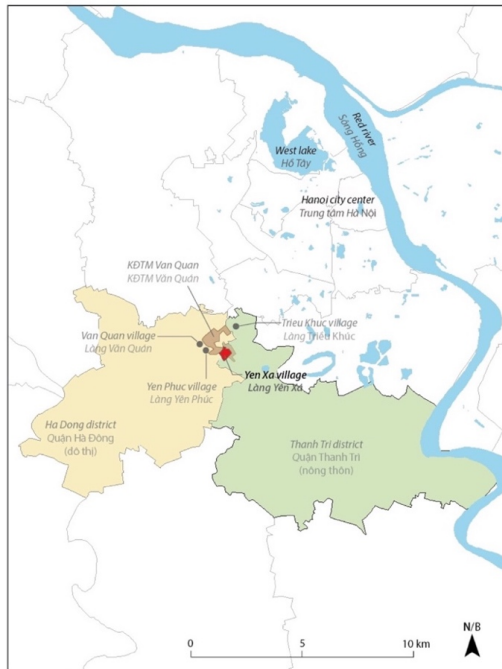 Red river
Sông Hồng
West lake
Hồ Tây
Hanoi city center
Trung tâm Hà Nội
KĐTM Van Quan
KĐTM Văn Quán
Trieu Khuc village
Làng Triều Khúc
Van Quan village
Làng Văn Quán
Yen Xa village
Làng Yên Xá
Yen Phuc village
Làng Yên Phúc
Ha Dong district
Quận Hà Đông
(đô thị)
Thanh Tri district
Quận Thanh Trì
(nông thôn)
N/B
0 5 10 km